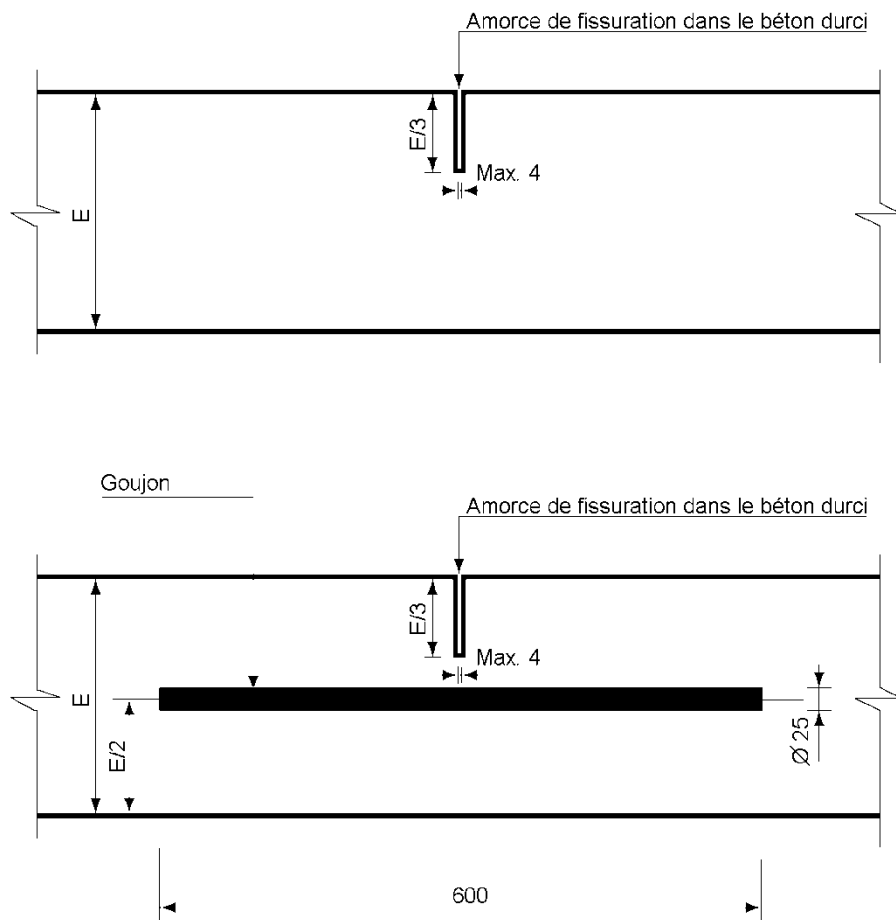 Amorce de fissuration dans le béton durci
E/3
Max. 4
E
Goujon
Amorce de fissuration dans le béton durci
E/3
Max. 4
E
E/2
Ø 25
600